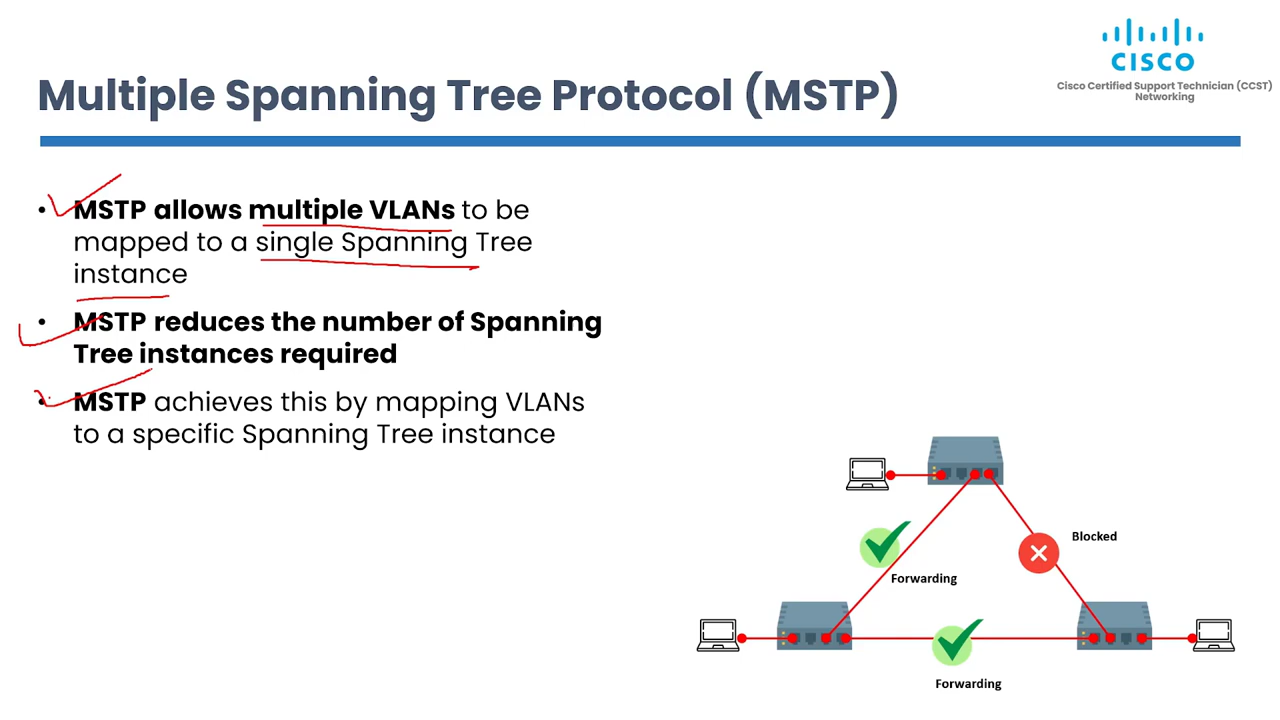 CISCO
Cisco Certified Support Technician (CCST)
Networking
Multiple Spanning Tree Protocol (MSTP)
• MSTP allows multiple VLANs to be
mapped to a single Spanning Tree
instance
• MSTP reduces the number of Spanning
Tree instances required
• MSTP achieves this by mapping VLANs
to a specific Spanning Tree instance
Blocked
Forwarding
Forwarding